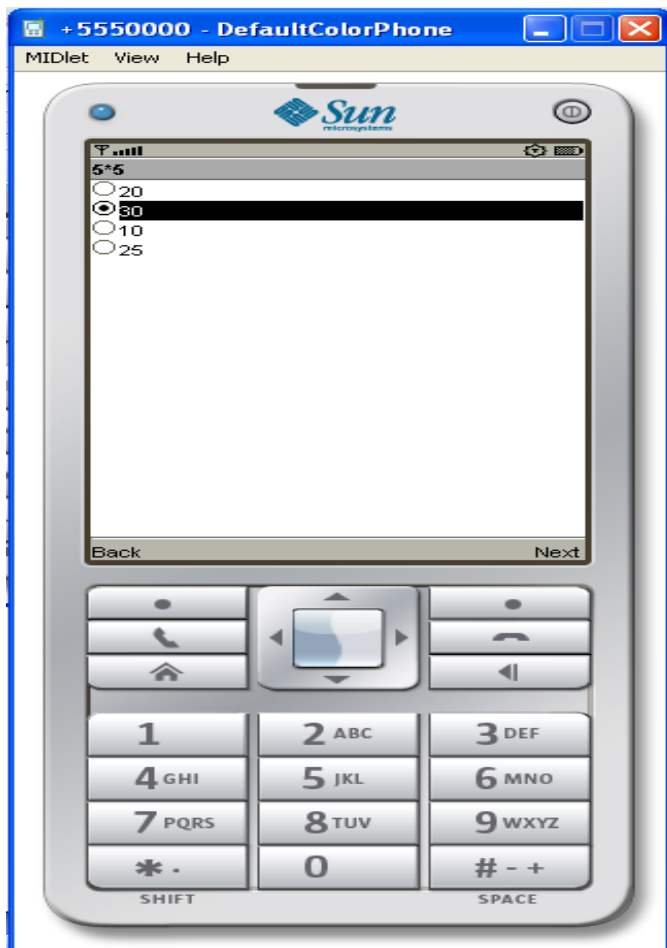 +5550000 - DefaultColorPhone
MIDlet View Help
Sun
microsystems
5*5
20
30
10
25
Back Next
1 2 ABC 3 DEF
4 GHI 5 JKL 6 MNO
7 PQRS 8 TUV 9 WXYZ
* . 0 # - +
SHIFT SPACE